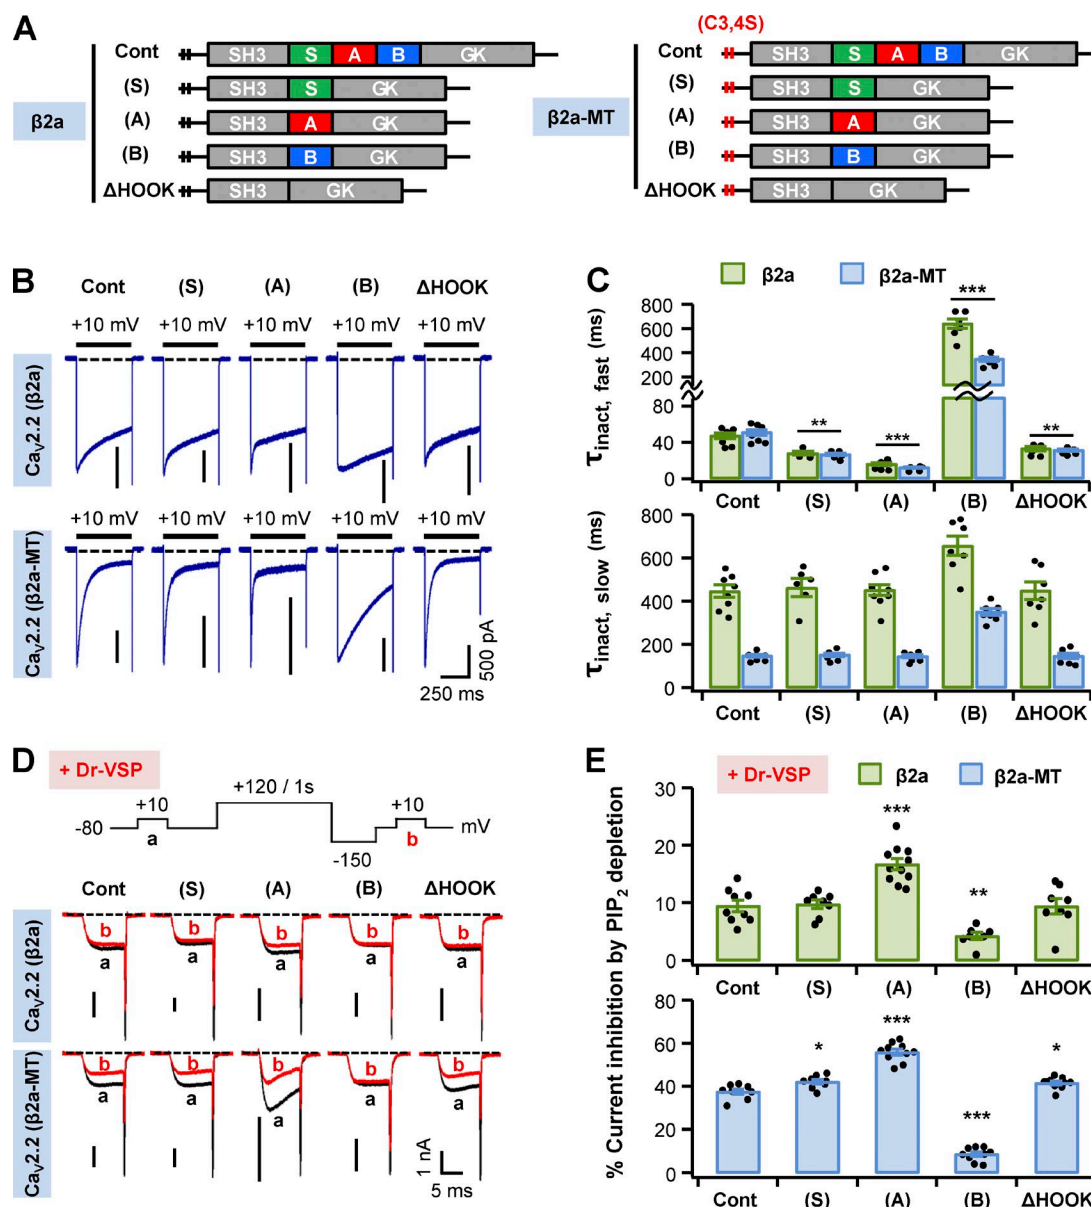 A
(C3,4S)
Cont SH3 S A B GK
(S) SH3 S GK
β2a
(A) SH3 A GK
(B) SH3 B GK
ΔHOOK SH3 GK
Cont SH3 S A B GK
(S) SH3 S GK
β2a-MT
(A) SH3 A GK
(B) SH3 B GK
ΔHOOK SH3 GK
B
Cont (S) (A) (B) ΔHOOK
+10 mV +10 mV +10 mV +10 mV +10 mV
CaV2.2 (β2a)
+10 mV +10 mV +10 mV +10 mV +10 mV
CaV2.2 (β2a-MT)
500 pA
250 ms
C
β2a β2a-MT
τinact, fast (ms)
800
600
400
200
80
40
0
** *** *** **
Cont (S) (A) (B) ΔHOOK
τinact, slow (ms)
800
600
400
200
0
Cont (S) (A) (B) ΔHOOK
D
+ Dr-VSP
+120 / 1s
+10 +10
-80 mV
a b
-150
Cont (S) (A) (B) ΔHOOK
CaV2.2 (β2a)
b b b b b
a a a a a
CaV2.2 (β2a-MT)
b b b b b
a a a a a
1 nA
5 ms
E
+ Dr-VSP β2a β2a-MT
% Current inhibition by PIP2 depletion
30
20
10
0
*** **
Cont (S) (A) (B) ΔHOOK
80
60
40
20
0
* *** *** *
Cont (S) (A) (B) ΔHOOK